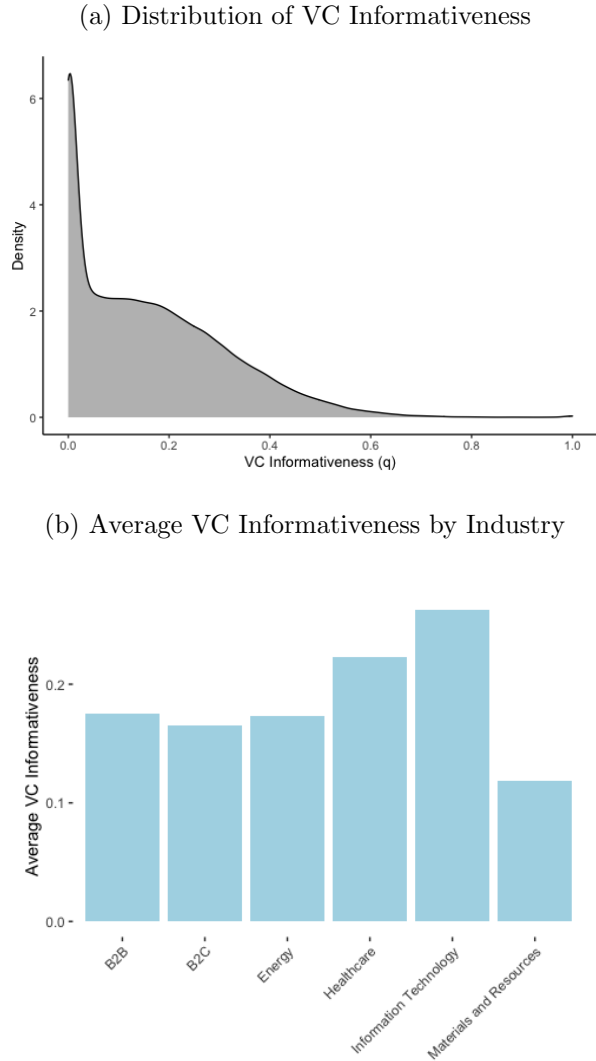 (a) Distribution of VC Informativeness
6
4
2
0
Density
0.0 0.2 0.4 0.6 0.8 1.0
VC Informativeness (q)
(b) Average VC Informativeness by Industry
0.2
0.1
0.0
Average VC Informativeness
B2B
B2C
Energy
Healthcare
Information Technology
Materials and Resources